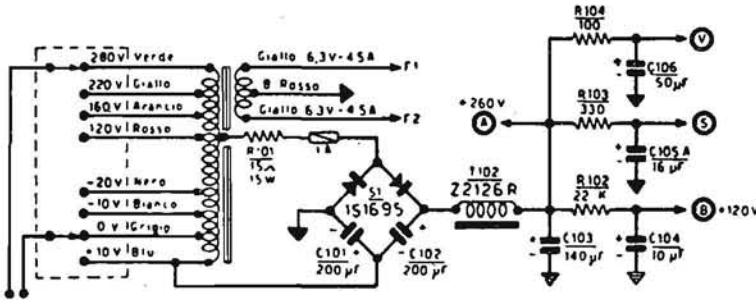 280V Verde
220V Giallo
160V Arancio
120V Rosso
-20V Nero
-10V Bianco
0V Grigio
+10V Blu
Giallo 6,3V-4,5A
F1
8 Rosso
Giallo 6,3V-4,5A
F2
R101
15Ω
15W
1A
S1
1S1695
C101
200µF
C102
200µF
T102
Z2126R
+260V
A
R104
100
V
C106
50µF
R103
330
S
C105A
16µF
R102
22K
B
+120V
C103
140µF
C104
10µF